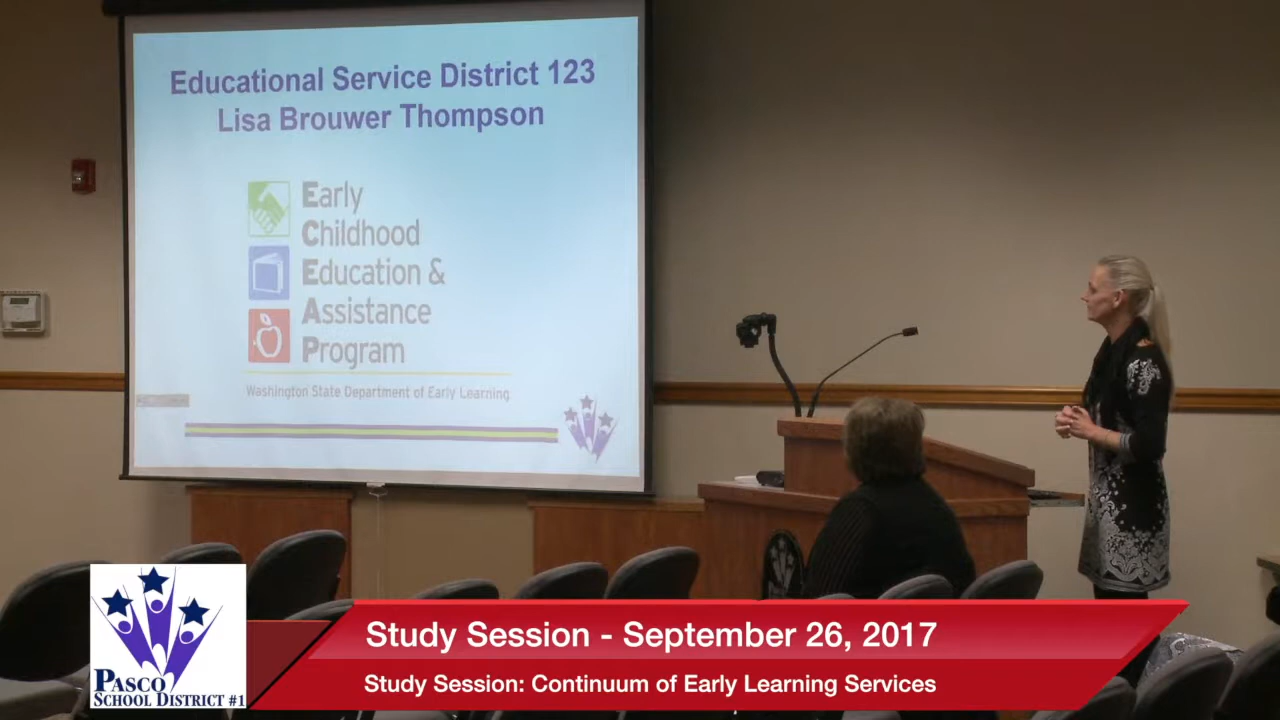 Educational Service District 123
Lisa Brouwer Thompson
Early
Childhood
Education &
Assistance
Program
Washington State Department of Early Learning
PASCO
SCHOOL DISTRICT #1
Study Session - September 26, 2017
Study Session: Continuum of Early Learning Services